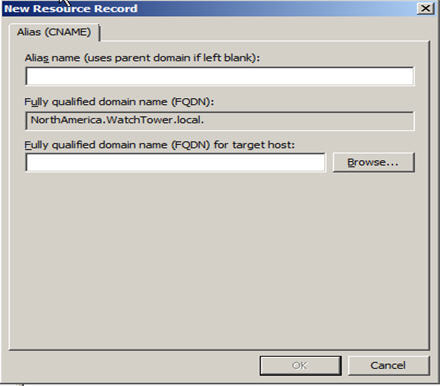 New Resource Record
Alias (CNAME)
Alias name (uses parent domain if left blank):
Fully qualified domain name (FQDN):
NorthAmerica.WatchTower.local.
Fully qualified domain name (FQDN) for target host:
Browse...
OK
Cancel